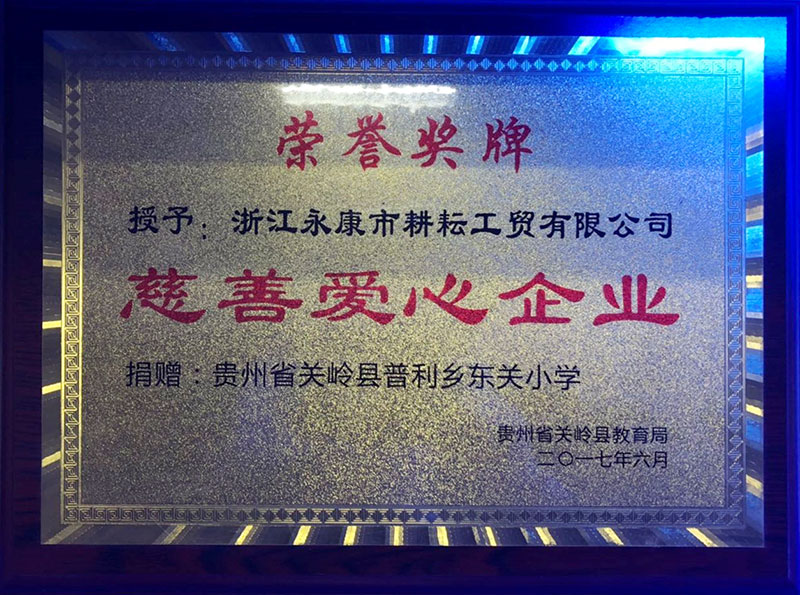 荣誉奖牌
授予：浙江永康市耕耘工贸有限公司
慈善爱心企业
捐赠：贵州省关岭县普利乡东关小学
贵州省关岭县教育局
二〇一七年六月